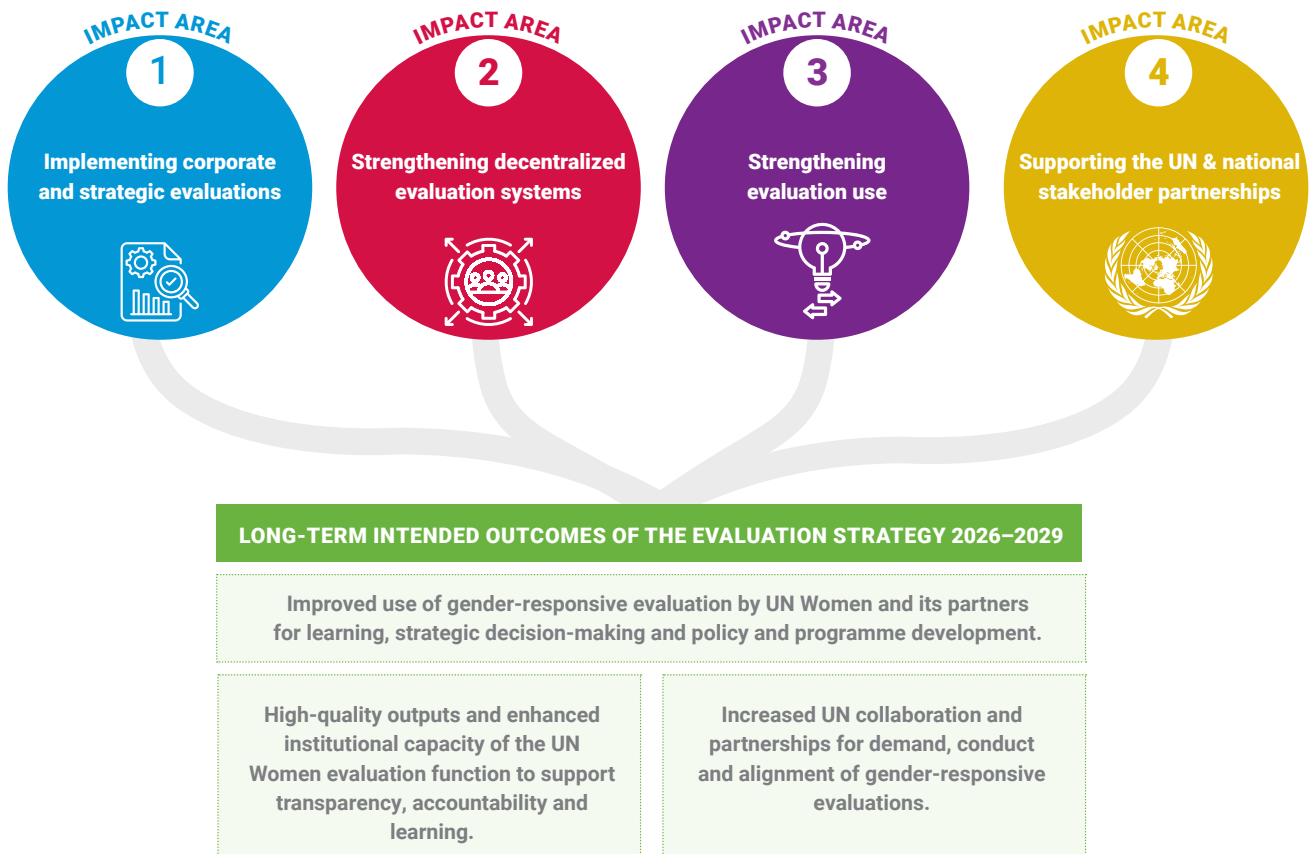 IMPACT AREA
1
Implementing corporate
and strategic evaluations
IMPACT AREA
2
Strengthening decentralized
evaluation systems
IMPACT AREA
3
Strengthening
evaluation use
IMPACT AREA
4
Supporting the UN & national
stakeholder partnerships
LONG-TERM INTENDED OUTCOMES OF THE EVALUATION STRATEGY 2026–2029
Improved use of gender-responsive evaluation by UN Women and its partners
for learning, strategic decision-making and policy and programme development.
High-quality outputs and enhanced
institutional capacity of the UN
Women evaluation function to support
transparency, accountability and
learning.
Increased UN collaboration and
partnerships for demand, conduct
and alignment of gender-responsive
evaluations.